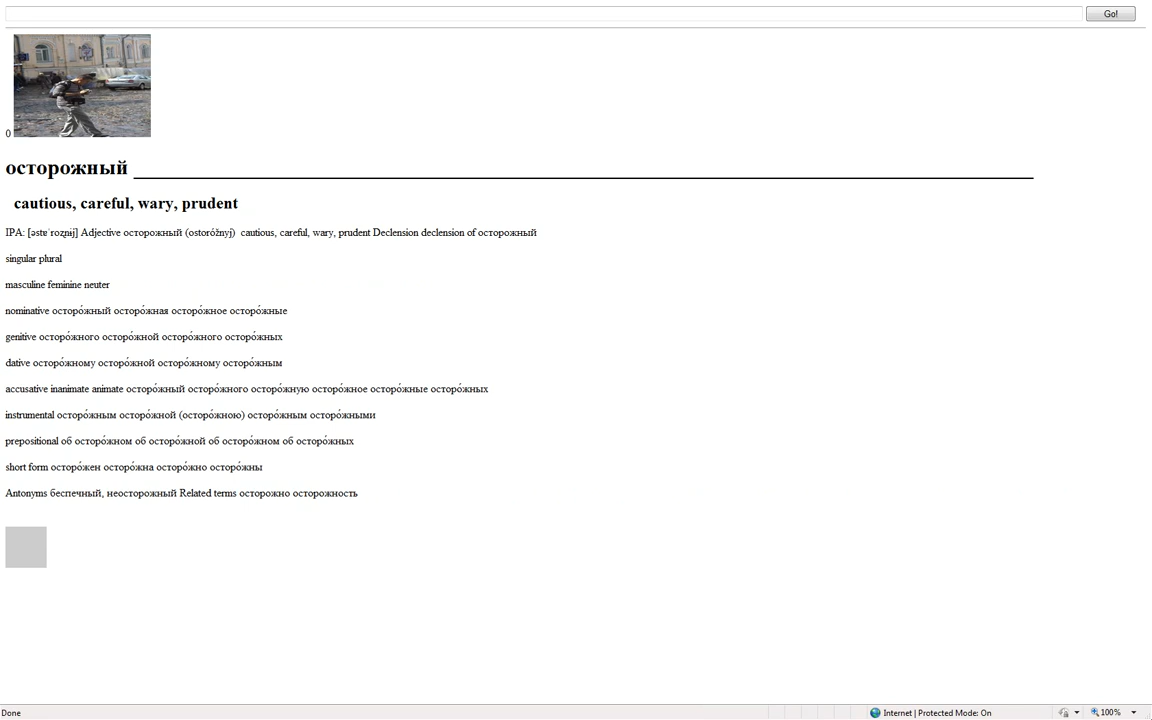 Go!
0
осторожный
cautious, careful, wary, prudent
IPA: [əstɐˈroʐnɨj] Adjective осторожный (ostoróžnyj) cautious, careful, wary, prudent Declension declension of осторожный
singular plural
masculine feminine neuter
nominative осторо́жный осторо́жная осторо́жное осторо́жные
genitive осторо́жного осторо́жной осторо́жного осторо́жных
dative осторо́жному осторо́жной осторо́жному осторо́жным
accusative inanimate animate осторо́жный осторо́жного осторо́жную осторо́жное осторо́жные осторо́жных
instrumental осторо́жным осторо́жной (осторо́жною) осторо́жным осторо́жными
prepositional об осторо́жном об осторо́жной об осторо́жном об осторо́жных
short form осторо́жен осторо́жна осторо́жно осторо́жны
Antonyms беспечный, неосторожный Related terms осторожно осторожность
Done
Internet | Protected Mode: On
100%